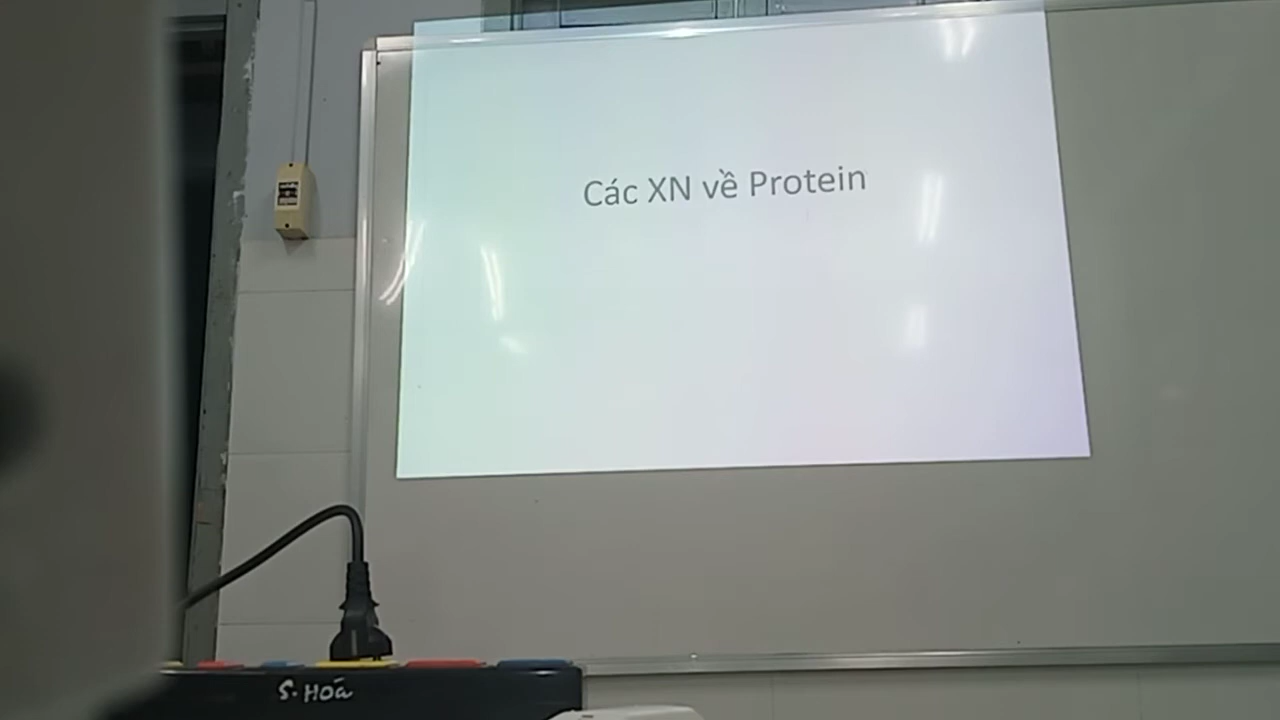 Các XN về Protein
S. Hoá